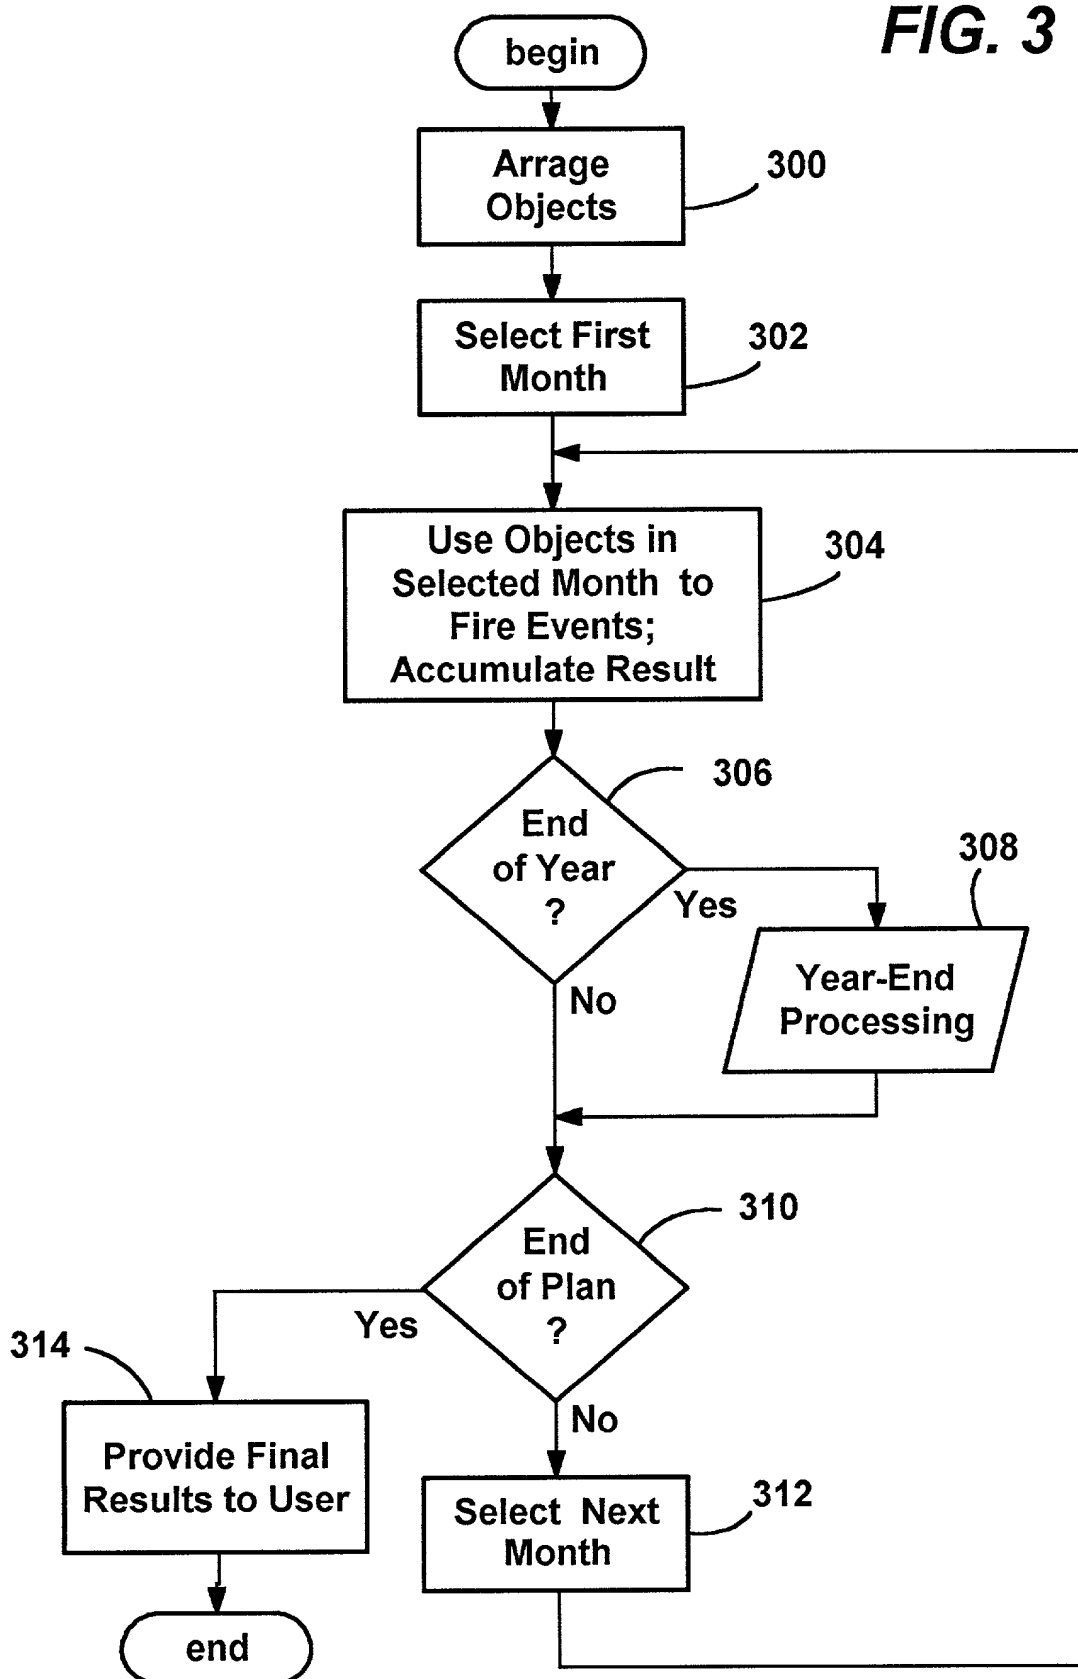 FIG. 3
begin
Arrage
Objects
300
Select First
Month
302
Use Objects in
Selected Month to
Fire Events;
Accumulate Result
304
End
of Year
?
306
Yes
No
308
Year-End
Processing
End
of Plan
?
310
Yes
No
314
Provide Final
Results to User
Select Next
Month
312
end